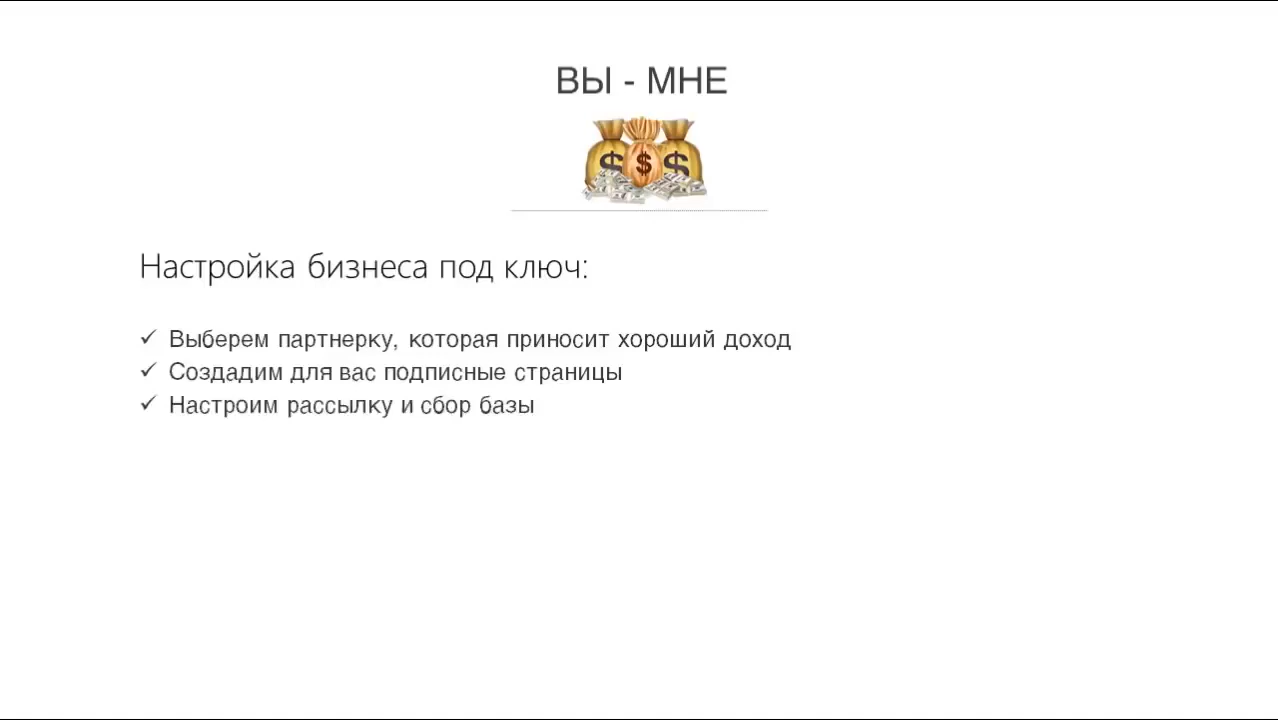 ВЫ - МНЕ
$ $ $
Настройка бизнеса под ключ:
✓ Выберем партнерку, которая приносит хороший доход
✓ Создадим для вас подписные страницы
✓ Настроим рассылку и сбор базы